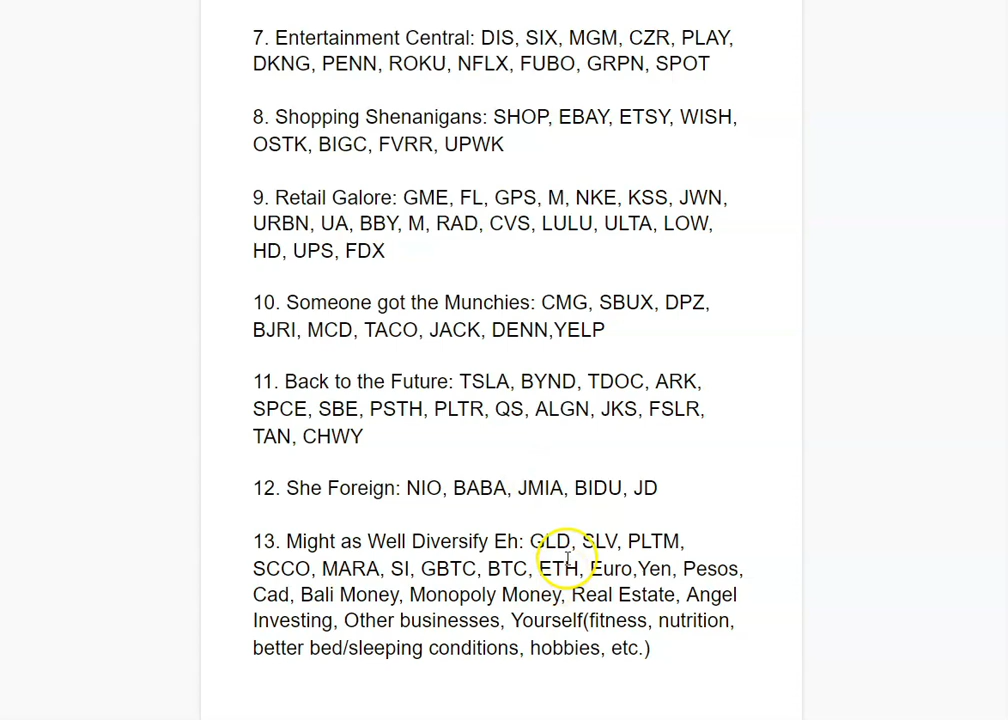 7. Entertainment Central: DIS, SIX, MGM, CZR, PLAY,
DKNG, PENN, ROKU, NFLX, FUBO, GRPN, SPOT
8. Shopping Shenanigans: SHOP, EBAY, ETSY, WISH,
OSTK, BIGC, FVRR, UPWK
9. Retail Galore: GME, FL, GPS, M, NKE, KSS, JWN,
URBN, UA, BBY, M, RAD, CVS, LULU, ULTA, LOW,
HD, UPS, FDX
10. Someone got the Munchies: CMG, SBUX, DPZ,
BJRI, MCD, TACO, JACK, DENN,YELP
11. Back to the Future: TSLA, BYND, TDOC, ARK,
SPCE, SBE, PSTH, PLTR, QS, ALGN, JKS, FSLR,
TAN, CHWY
12. She Foreign: NIO, BABA, JMIA, BIDU, JD
13. Might as Well Diversify Eh: GLD, SLV, PLTM,
SCCO, MARA, SI, GBTC, BTC, ETH, Euro,Yen, Pesos,
Cad, Bali Money, Monopoly Money, Real Estate, Angel
Investing, Other businesses, Yourself(fitness, nutrition,
better bed/sleeping conditions, hobbies, etc.)